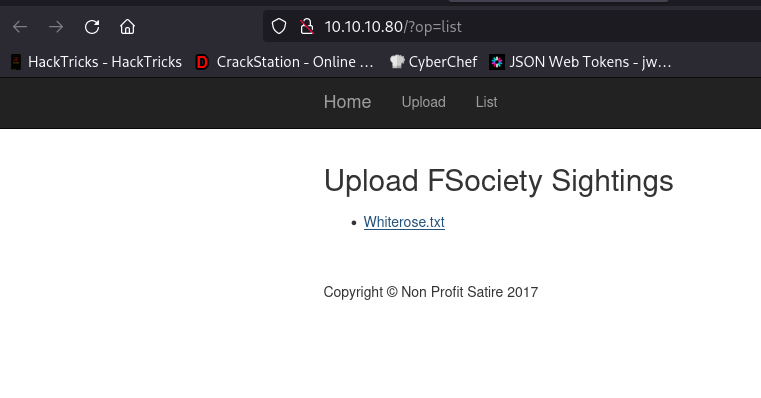 10.10.10.80/?op=list
HackTricks - HackTricks CrackStation - Online ... CyberChef JSON Web Tokens - jw...
Home Upload List
Upload FSociety Sightings
• Whiterose.txt
Copyright © Non Profit Satire 2017